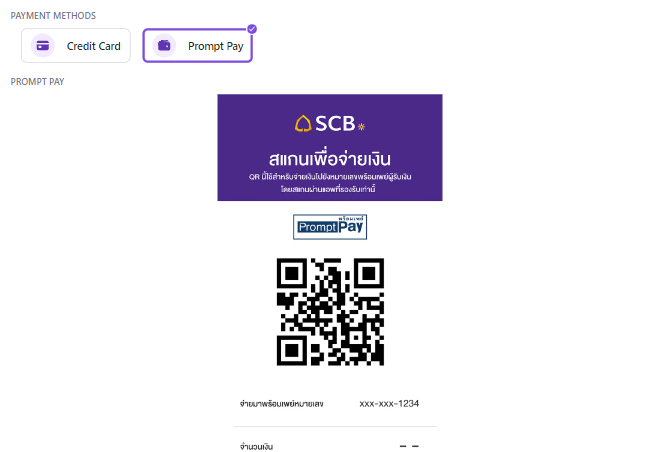 PAYMENT METHODS
Credit Card
Prompt Pay
PROMPT PAY
SCB
สแกนเพื่อจ่ายเงิน
QR นี้ใช้สำหรับจ่ายเงินไปยังหมายเลขพร้อมเพย์ผู้รับเงิน
โดยสแกนผ่านแอพที่รองรับเท่านี้
พร้อมเพย์
PromptPay
จ่ายมาพร้อมเพย์หมายเลข xxx-xxx-1234
จำนวนเงิน – –